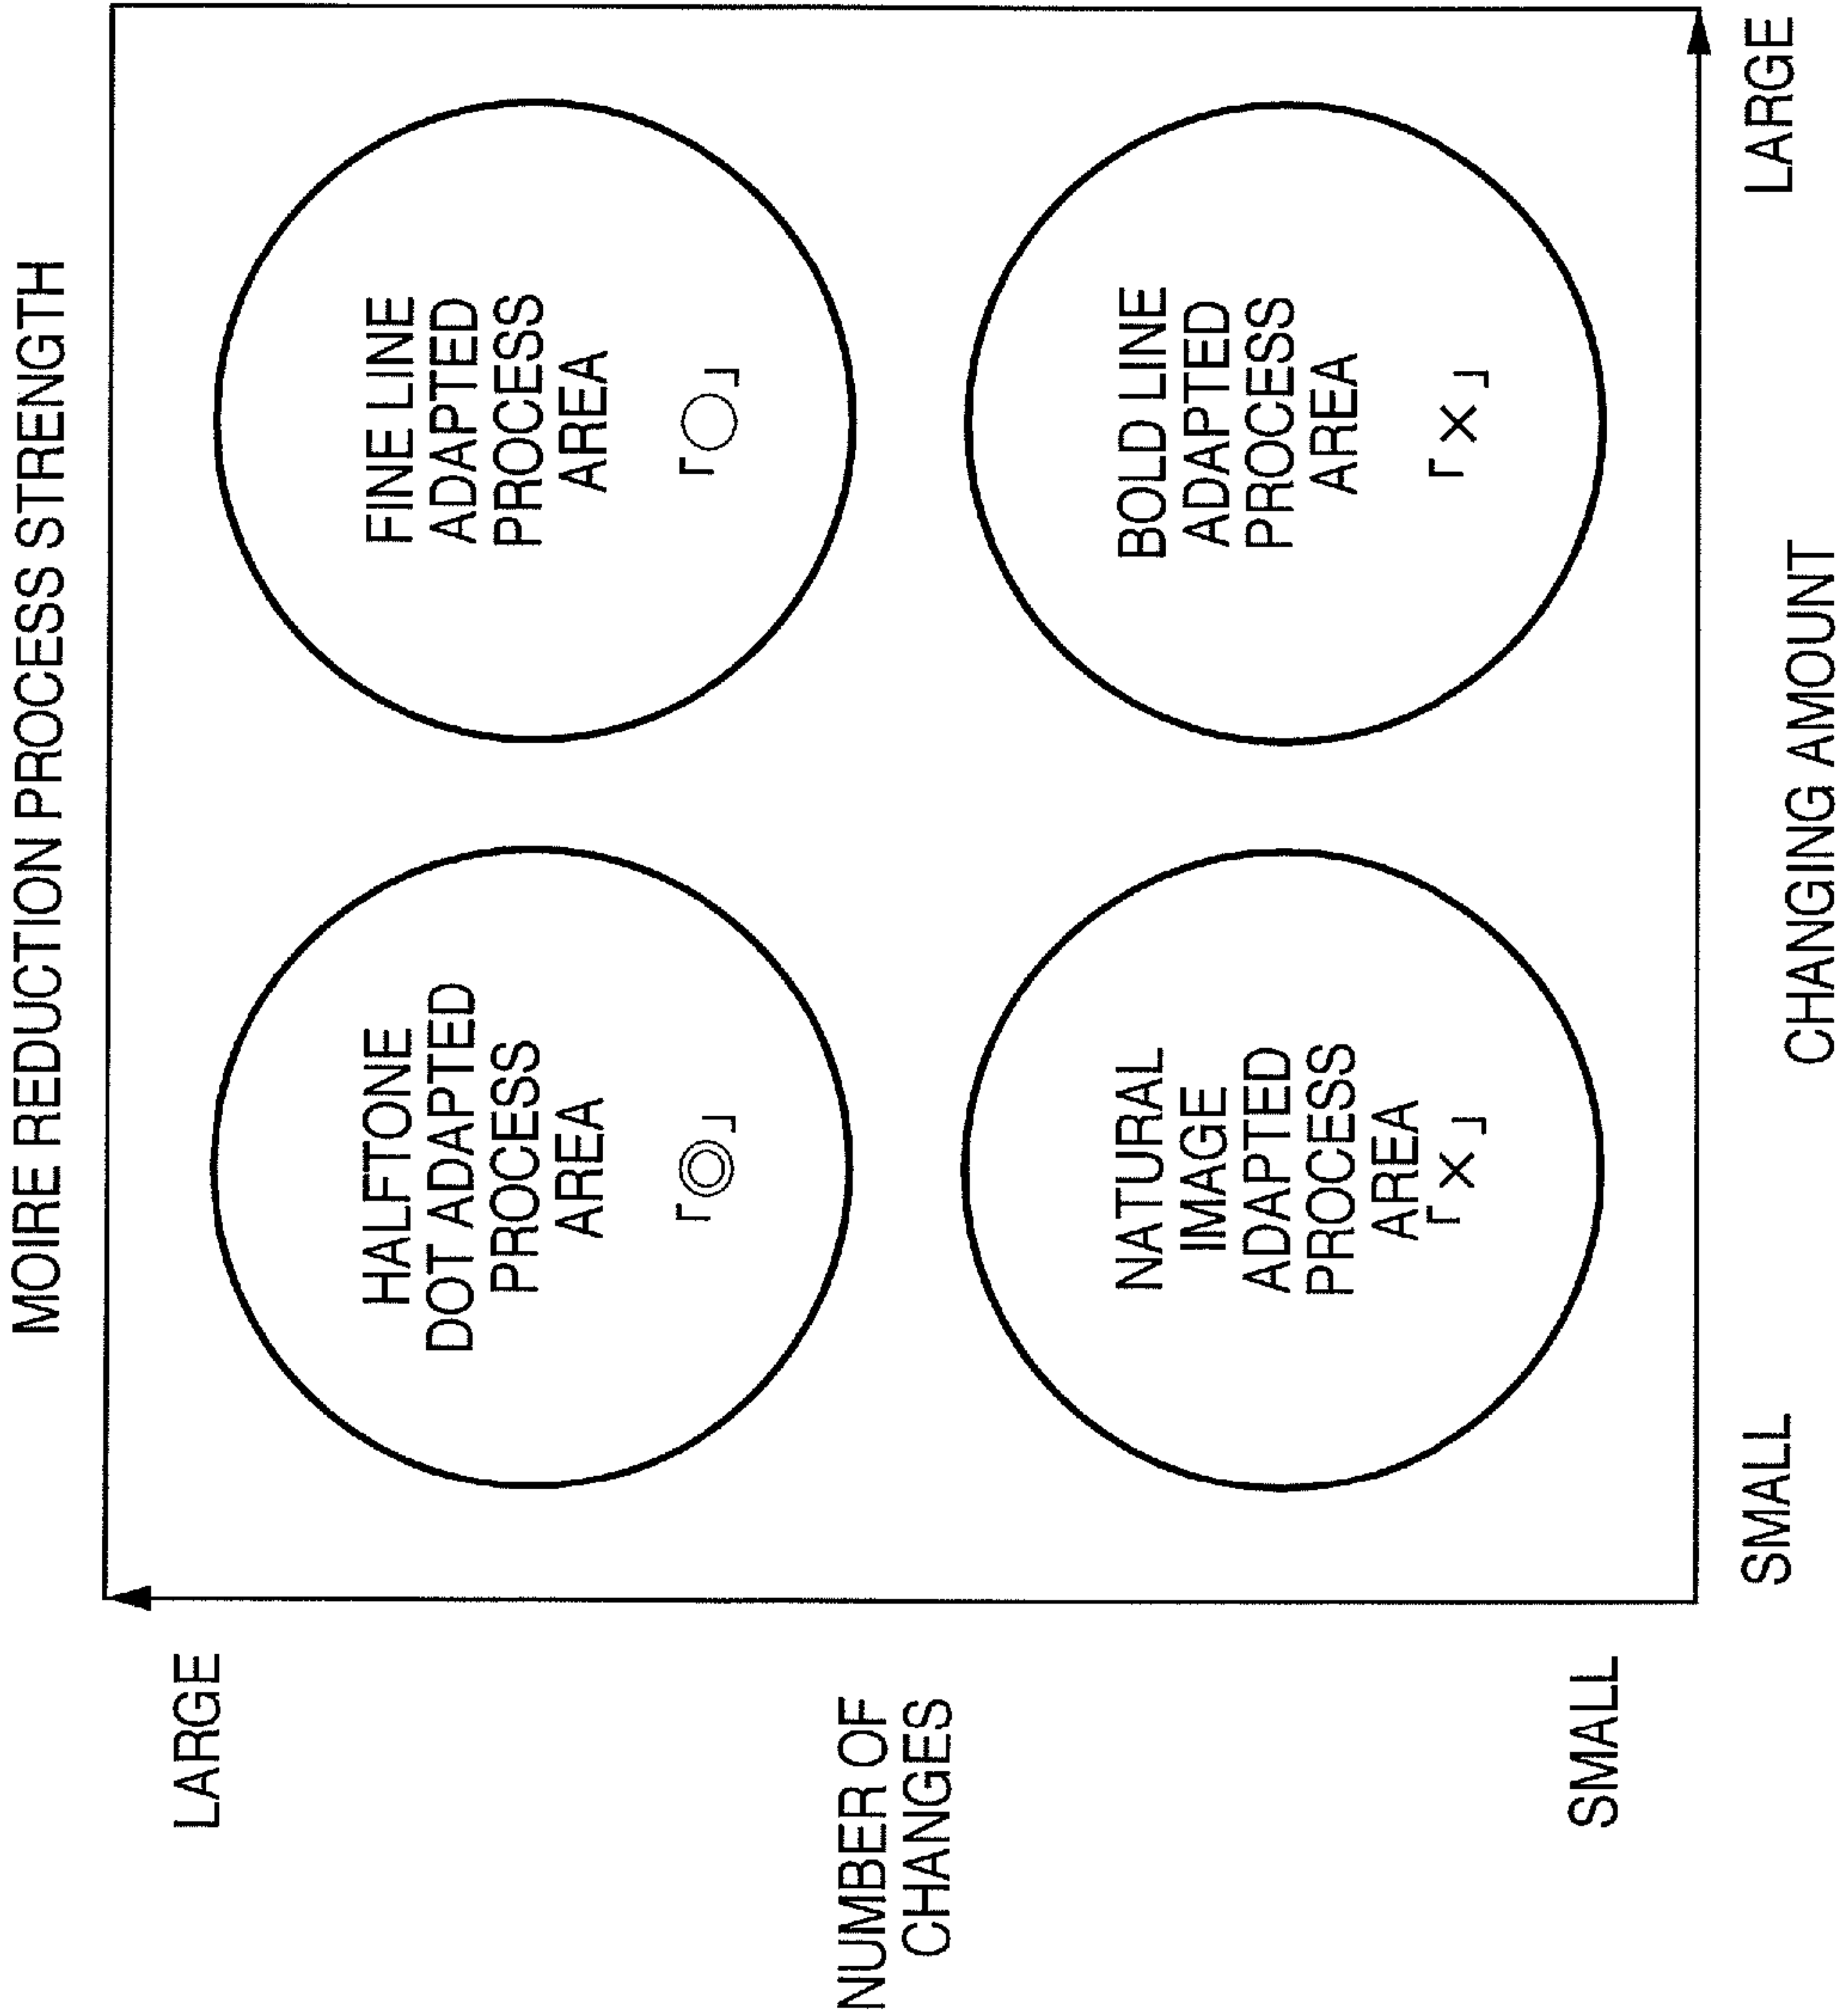 MOIRE REDUCTION PROCESS STRENGTH
LARGE
NUMBER OF
CHANGES
SMALL
HALFTONE
DOT ADAPTED
PROCESS
AREA
「◎」
FINE LINE
ADAPTED
PROCESS
AREA
「○」
NATURAL
IMAGE
ADAPTED
PROCESS
AREA
「×」
BOLD LINE
ADAPTED
PROCESS
AREA
「×」
SMALL
CHANGING AMOUNT
LARGE